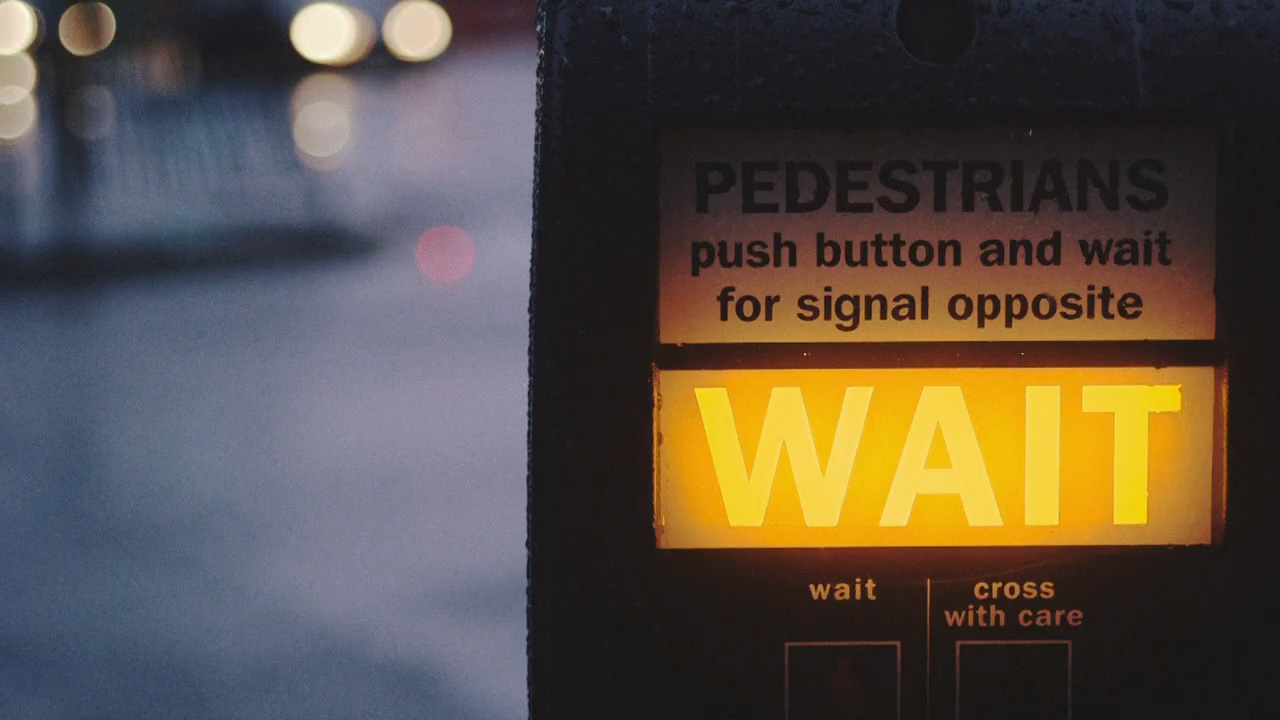 PEDESTRIANS
push button and wait
for signal opposite
WAIT
wait
cross
with care